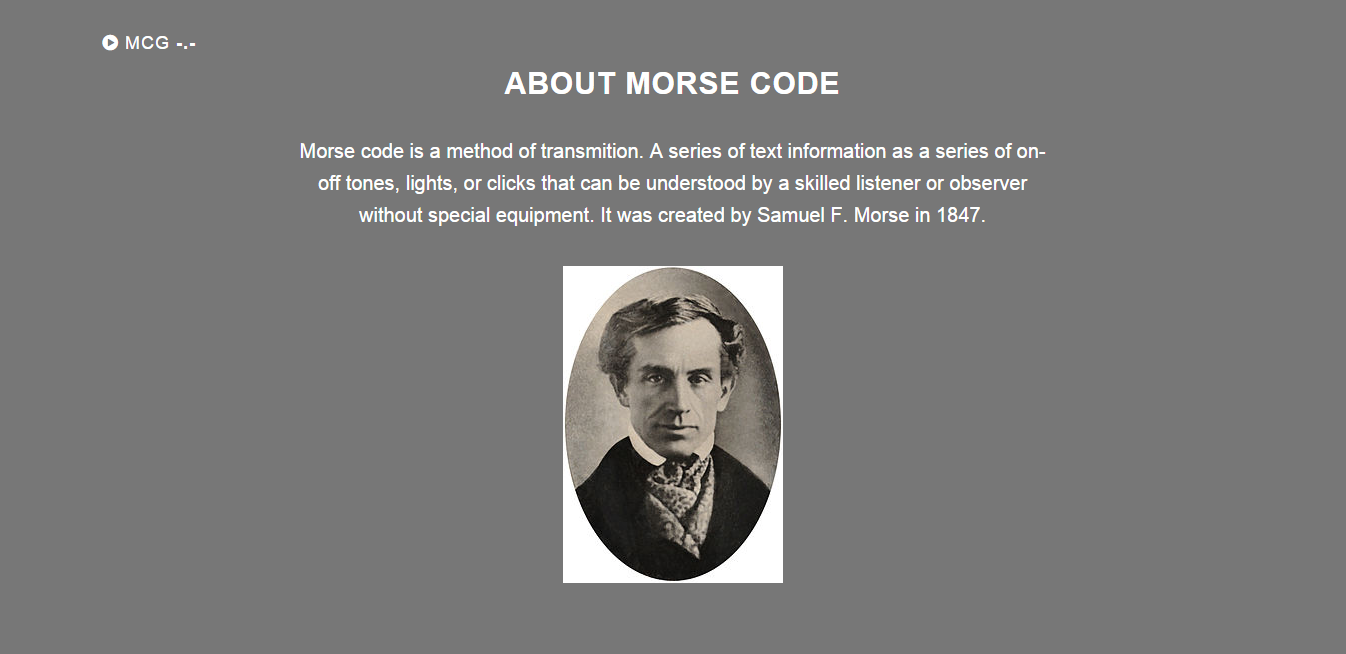 MCG -.-
ABOUT MORSE CODE
Morse code is a method of transmition. A series of text information as a series of on-
off tones, lights, or clicks that can be understood by a skilled listener or observer
without special equipment. It was created by Samuel F. Morse in 1847.